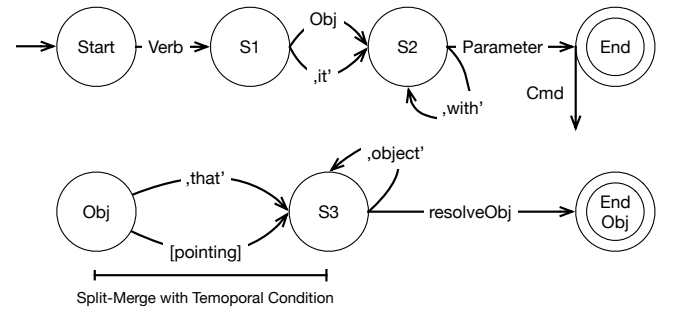 Start
Verb
S1
Obj
‚it’
S2
Parameter
End
‚with’
Cmd
Obj
‚that’
[pointing]
S3
‚object’
resolveObj
End
Obj
Split-Merge with Temoporal Condition